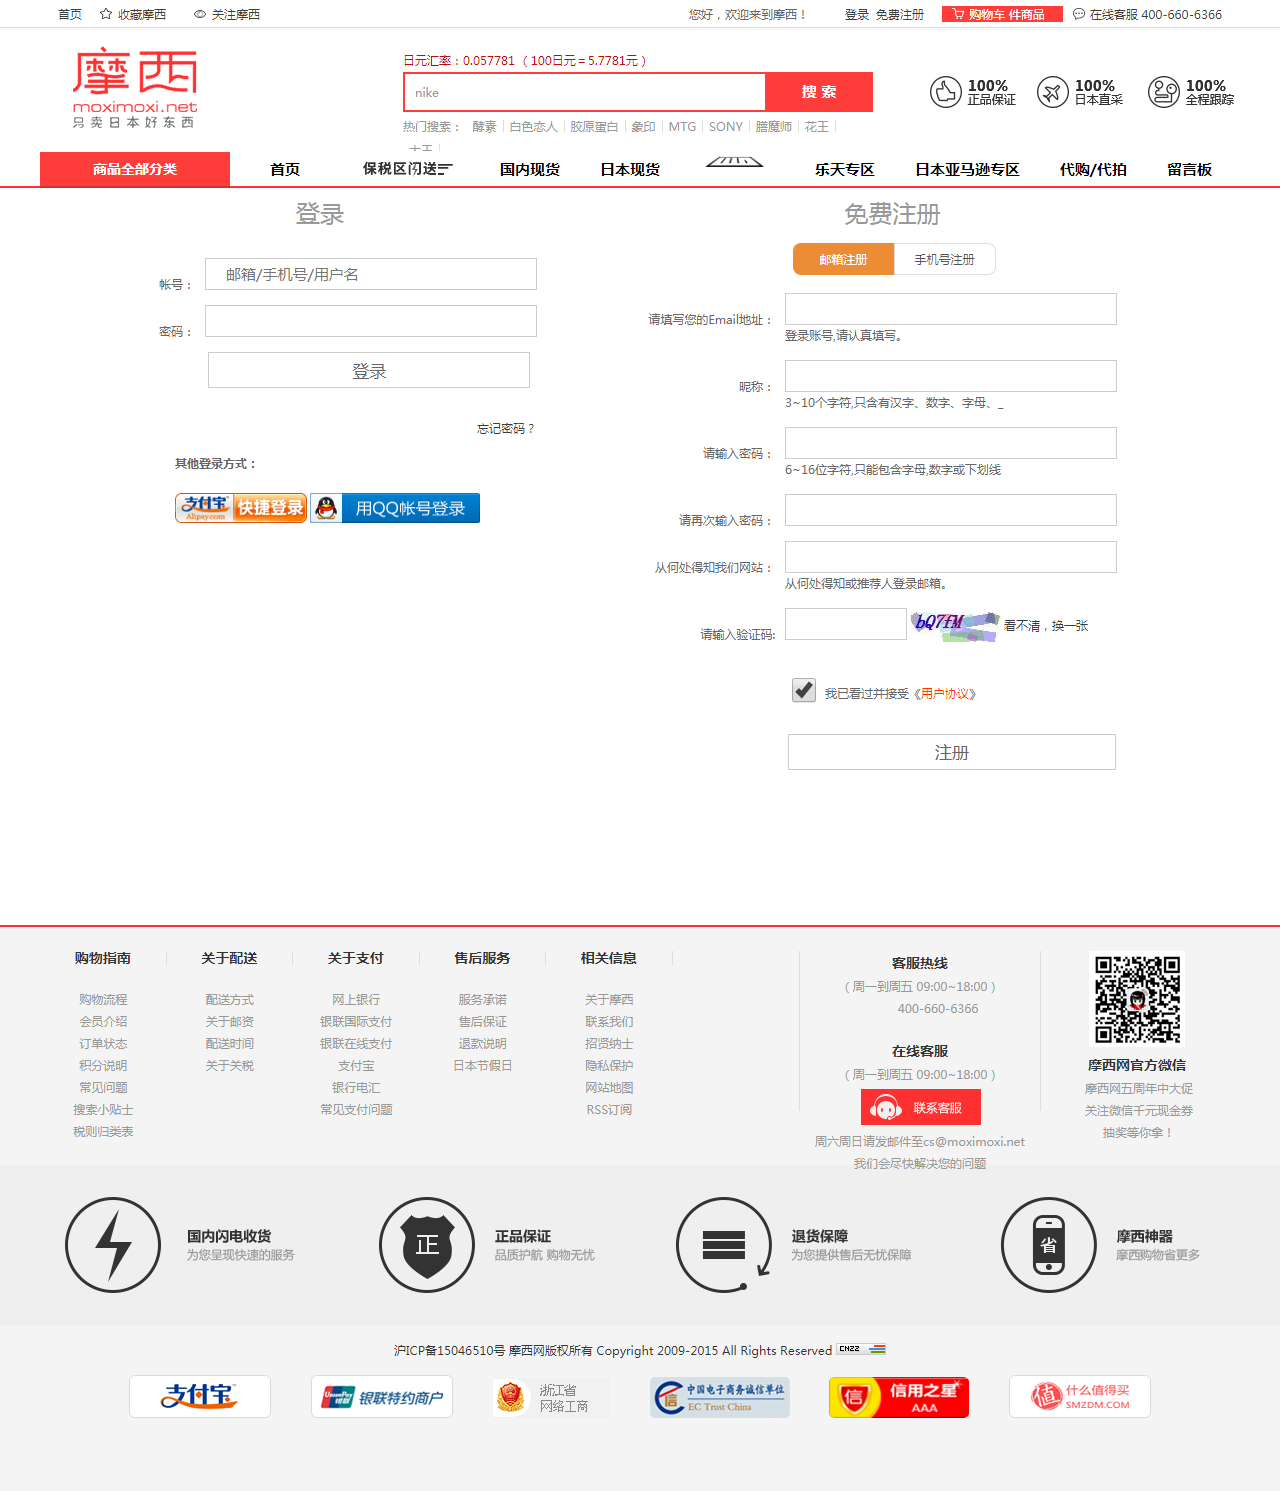 首页 收藏摩西 关注摩西 您好，欢迎来到摩西！ 登录 免费注册 购物车 件商品 在线客服 400-660-6366
摩西
moximoxi.net
只卖日本好东西
日元汇率：0.057781 （ 100日元＝5.7781元 ）
nike 搜 索
热门搜索： 酵素 白色恋人 胶原蛋白 象印 MTG SONY 膳魔师 花王
100%
正品保证
100%
日本直采
100%
全程跟踪
商品全部分类 首页 保税区闪送 国内现货 日本现货 乐天专区 日本亚马逊专区 代购/代拍 留言板
登录
帐号： 邮箱/手机号/用户名
密码：
登录
忘记密码？
其他登录方式：
支付宝 Alipay.com 快捷登录 用QQ帐号登录
免费注册
邮箱注册 手机号注册
请填写您的Email地址：
登录账号,请认真填写。
昵称：
3~10个字符,只含有汉字、数字、字母、_
请输入密码：
6~16位字符,只能包含字母,数字或下划线
请再次输入密码：
从何处得知我们网站：
从何处得知或推荐人登录邮箱。
请输入验证码: bQ7fM 看不清，换一张
我已看过并接受《用户协议》
注册
购物指南
购物流程
会员介绍
订单状态
积分说明
常见问题
搜索小贴士
税则归类表
关于配送
配送方式
关于邮资
配送时间
关于关税
关于支付
网上银行
银联国际支付
银联在线支付
支付宝
银行电汇
常见支付问题
售后服务
服务承诺
售后保证
退款说明
日本节假日
相关信息
关于摩西
联系我们
招贤纳士
隐私保护
网站地图
RSS订阅
客服热线
（ 周一到周五 09:00~18:00 ）
400-660-6366
在线客服
（ 周一到周五 09:00~18:00 ）
联系客服
周六周日请发邮件至cs@moximoxi.net
我们会尽快解决您的问题
摩西网官方微信
摩西网五周年中大促
关注微信千元现金券
抽奖等你拿！
国内闪电收货
为您呈现快速的服务
正
正品保证
品质护航 购物无忧
退货保障
为您提供售后无忧保障
省
摩西神器
摩西购物省更多
沪ICP备15046510号 摩西网版权所有 Copyright 2009-2015 All Rights Reserved CNZZ
支付宝
UnionPay 银联 银联特约商户
浙江省
网络工商
信 中国电子商务诚信单位
EC Trust China
信 信用之星
AAA
值 什么值得买
SMZDM.COM